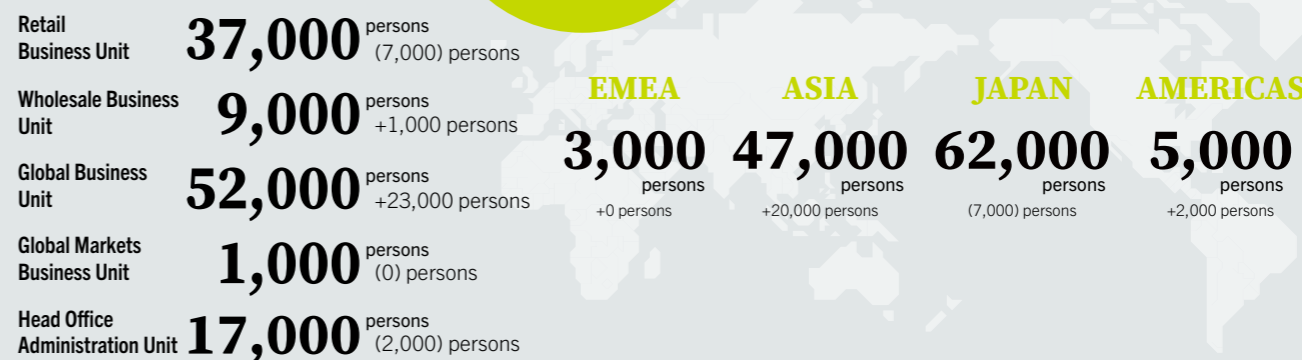 Retail
Business Unit
37,000 persons
(7,000) persons
Wholesale Business
Unit
9,000 persons
+1,000 persons
Global Business
Unit
52,000 persons
+23,000 persons
Global Markets
Business Unit
1,000 persons
(0) persons
Head Office
Administration Unit
17,000 persons
(2,000) persons
EMEA
3,000
persons
+0 persons
ASIA
47,000
persons
+20,000 persons
JAPAN
62,000
persons
(7,000) persons
AMERICAS
5,000
persons
+2,000 persons